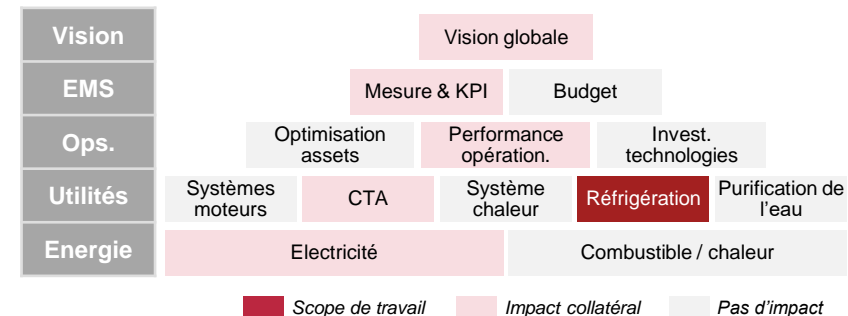 Vision
Vision globale
EMS
Mesure & KPI
Budget
Ops.
Optimisation
assets
Performance
opération.
Invest.
technologies
Utilités
Systèmes
moteurs
CTA
Système
chaleur
Réfrigération
Purification de
l'eau
Energie
Electricité
Combustible / chaleur
Scope de travail
Impact collatéral
Pas d'impact